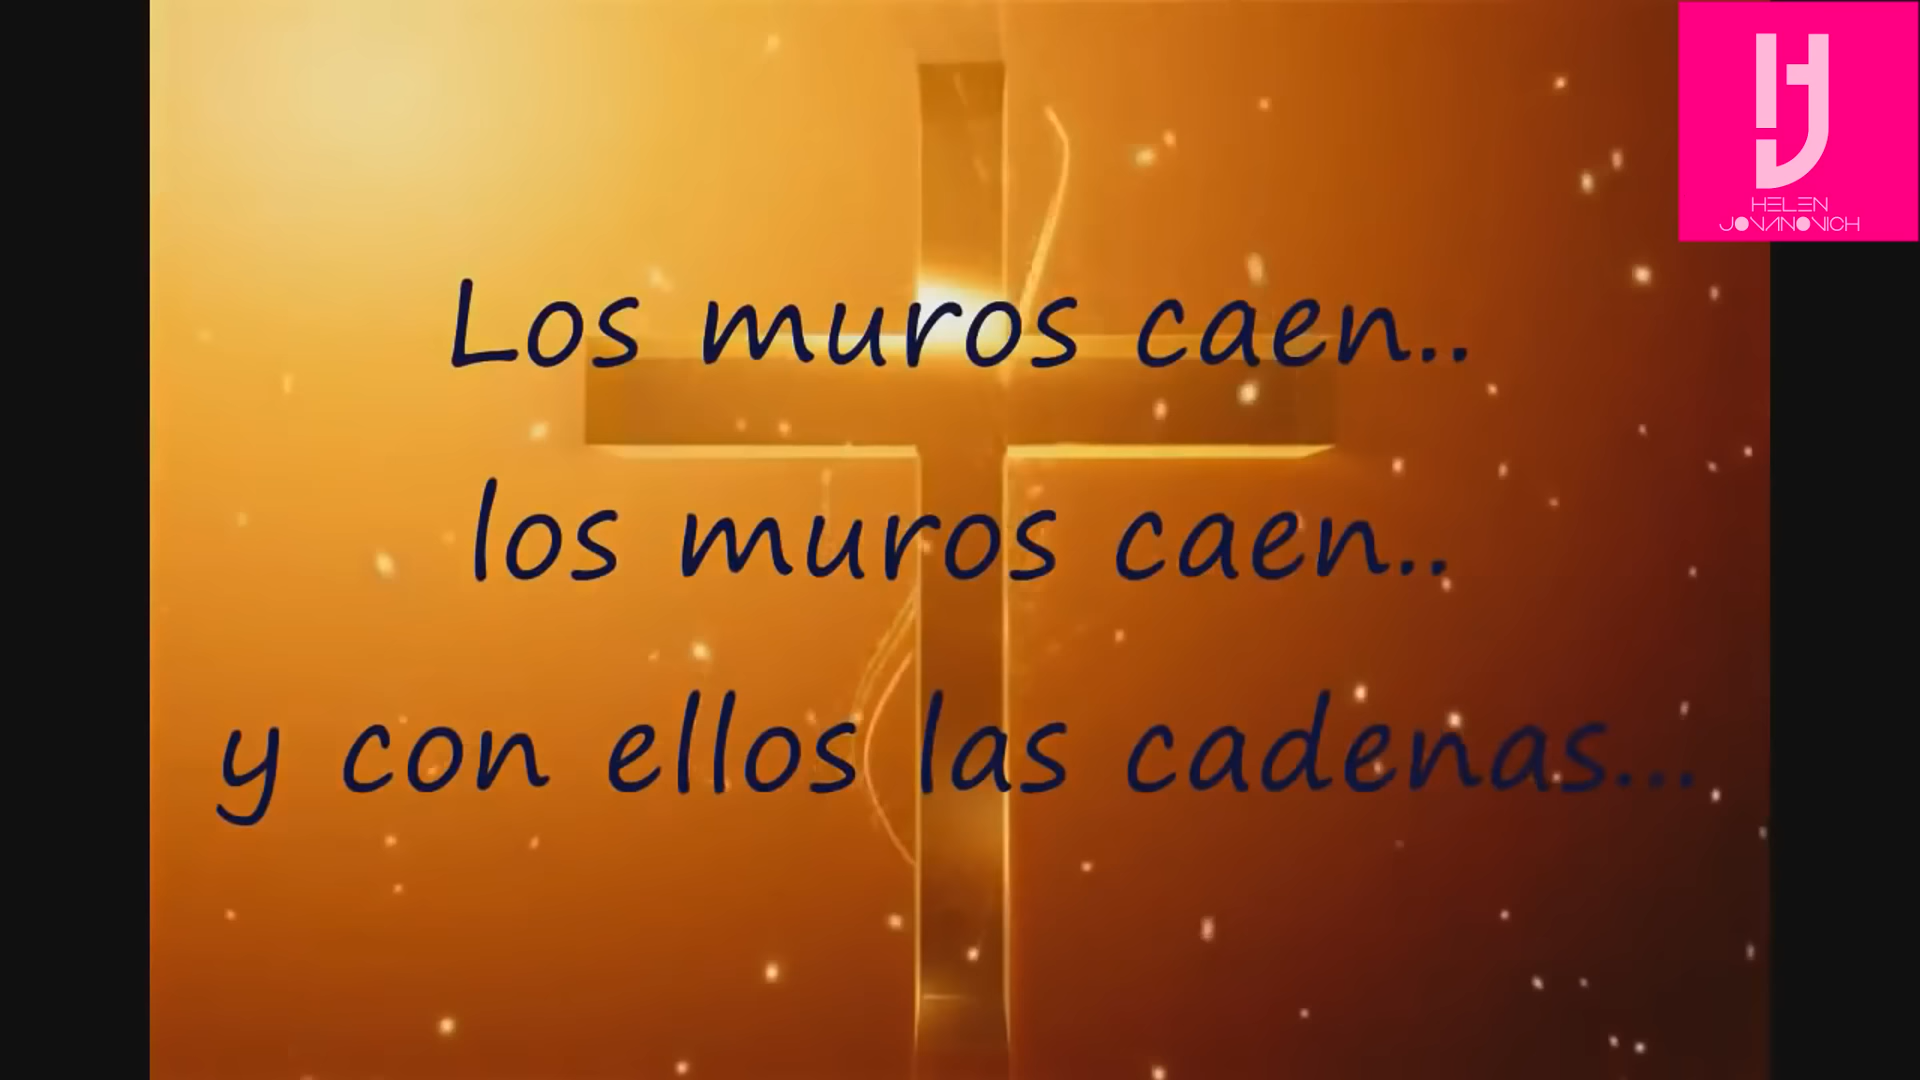 HELEN
JOVANOVICH
Los muros caen..
los muros caen..
y con ellos las cadenas...